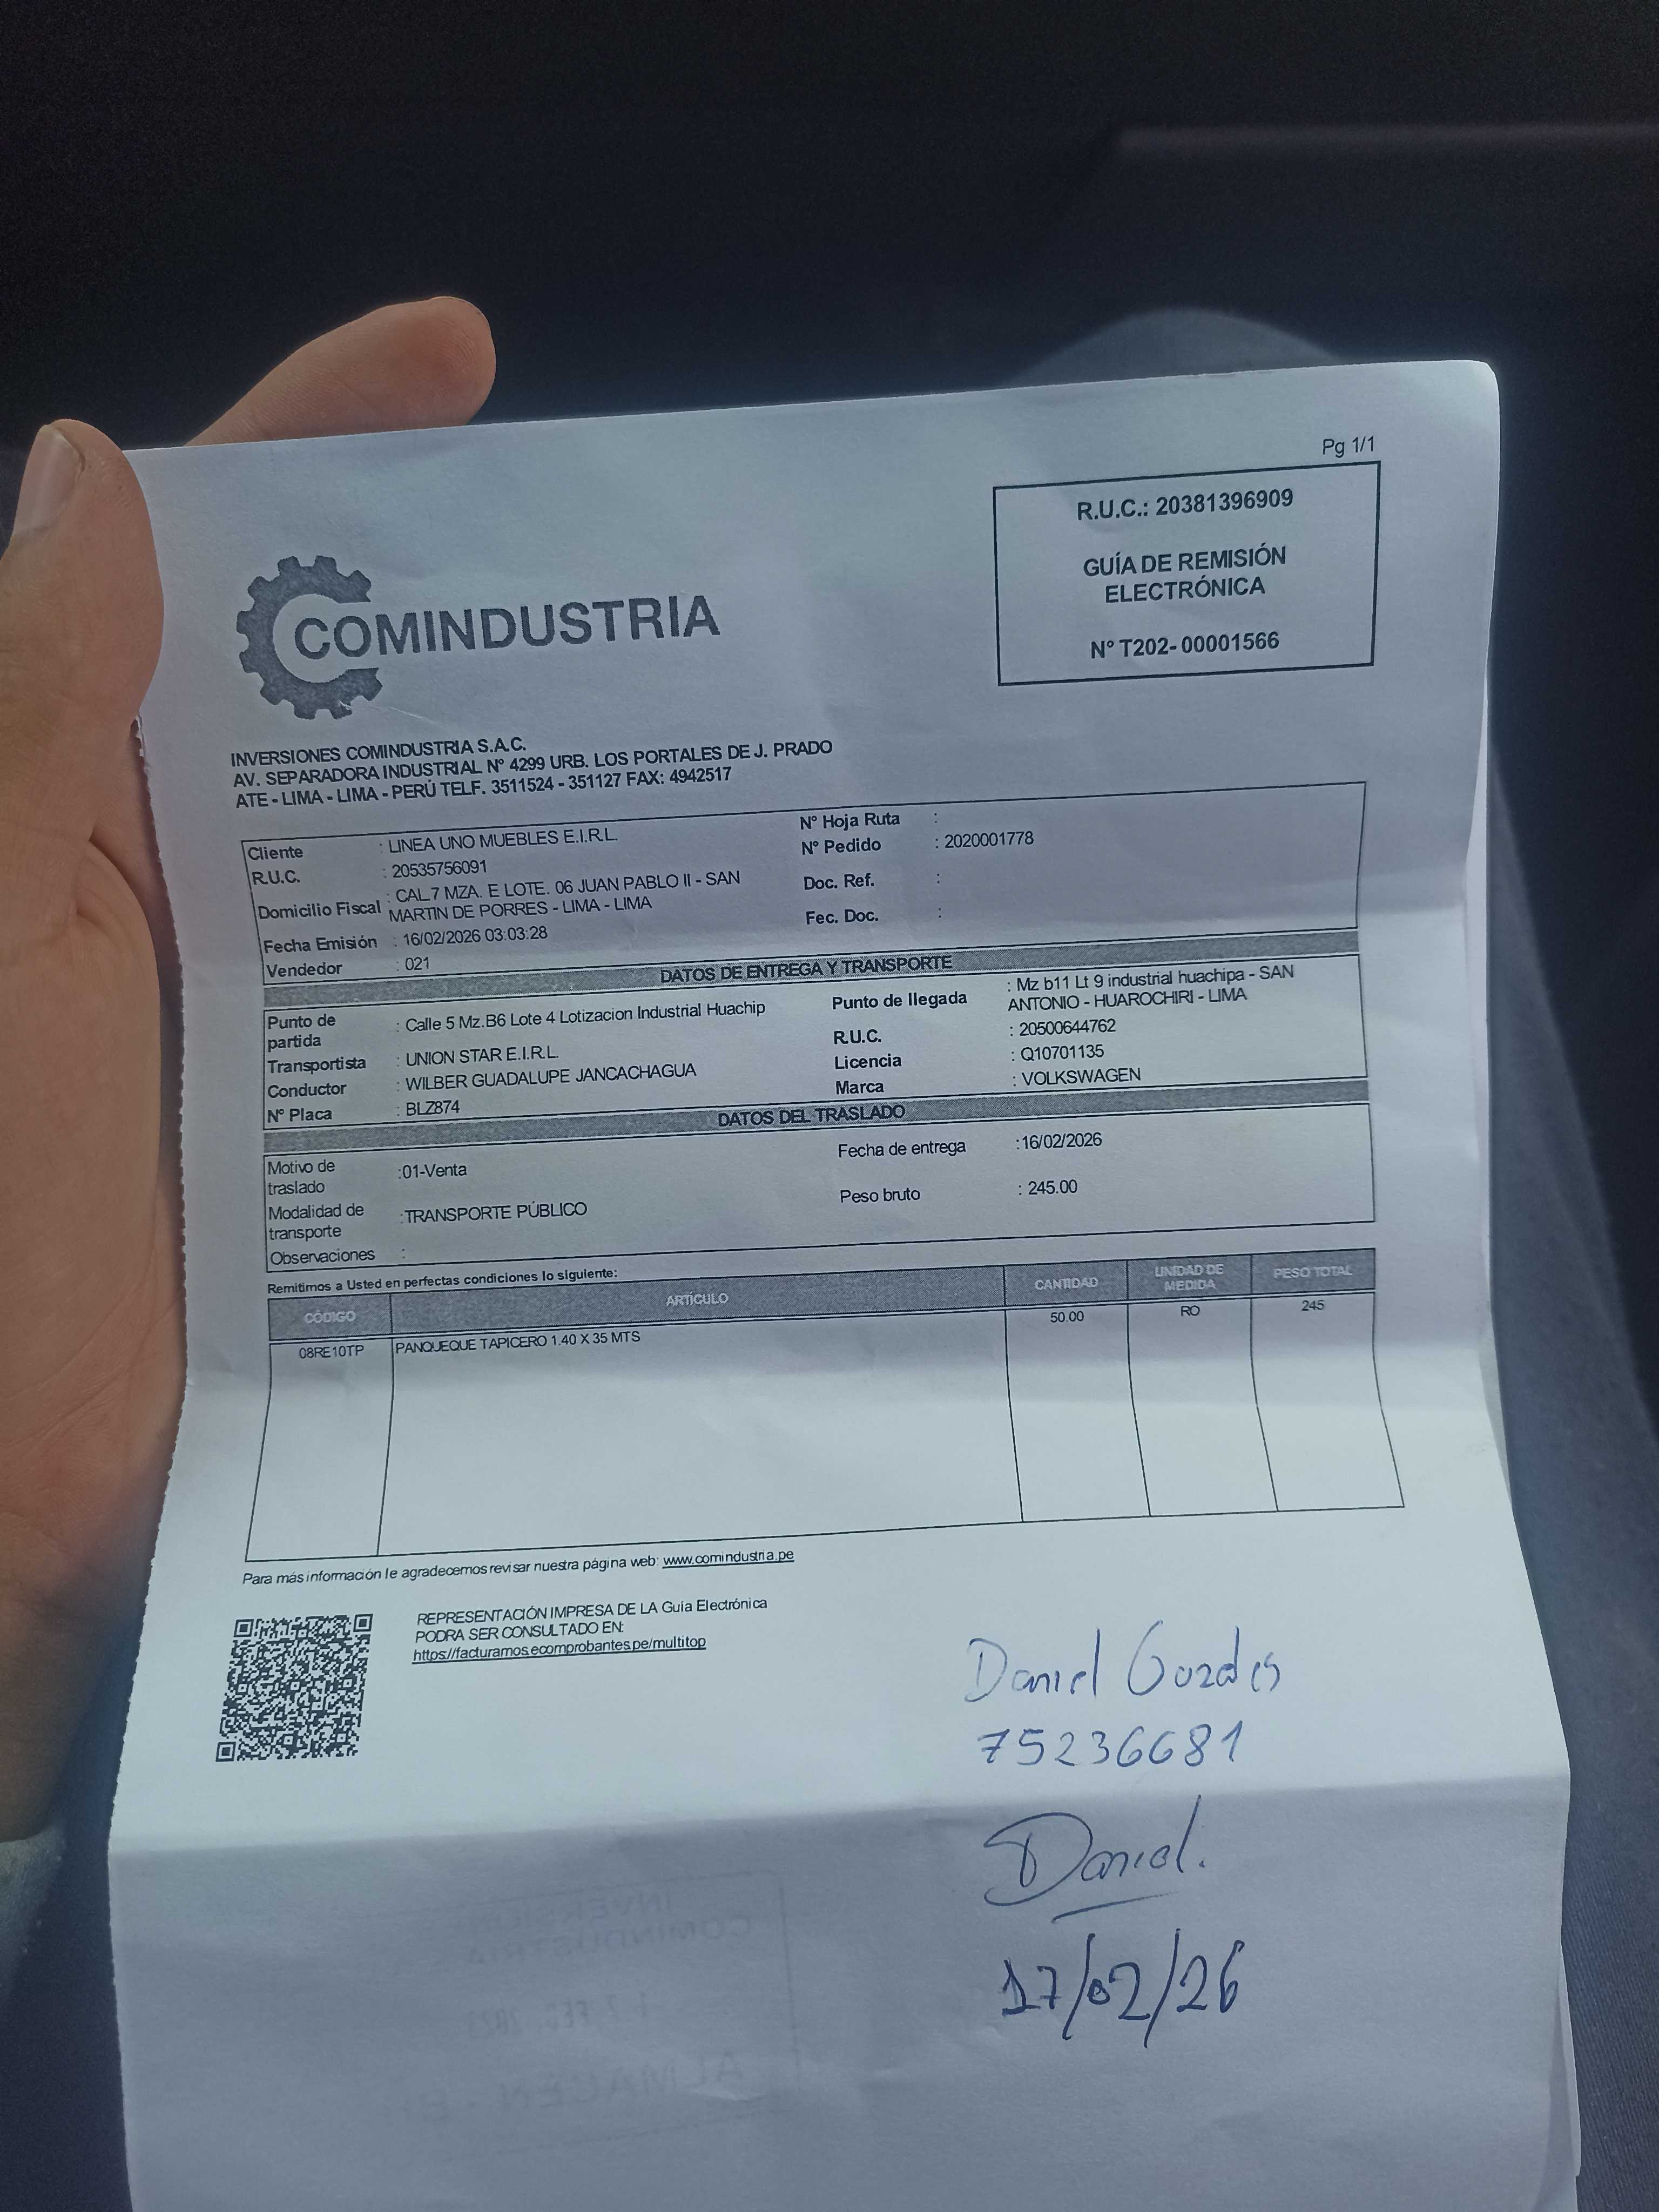 Pg 1/1
R.U.C.: 20381396909
GUÍA DE REMISIÓN
ELECTRÓNICA
Nº T202- 00001566
COMINDUSTRIA
INVERSIONES COMINDUSTRIA S.A.C.
AV. SEPARADORA INDUSTRIAL Nº 4299 URB. LOS PORTALES DE J. PRADO
ATE - LIMA - LIMA - PERÚ TELF. 3511524 - 351127 FAX: 4942517
Cliente : LINEA UNO MUEBLES E.I.R.L.
R.U.C. : 20535756091
Domicilio Fiscal : CAL.7 MZA. E LOTE. 06 JUAN PABLO II - SAN
MARTIN DE PORRES - LIMA - LIMA
Fecha Emisión : 16/02/2026 03:03:28
Vendedor : 021
Nº Hoja Ruta :
Nº Pedido : 2020001778
Doc. Ref. :
Fec. Doc. :
DATOS DE ENTREGA Y TRANSPORTE
Punto de
partida : Calle 5 Mz.B6 Lote 4 Lotizacion Industrial Huachip
Transportista : UNION STAR E.I.R.L.
Conductor : WILBER GUADALUPE JANCACHAGUA
Nº Placa : BLZ874
Punto de llegada : Mz b11 Lt 9 industrial huachipa - SAN
ANTONIO - HUAROCHIRI - LIMA
R.U.C. : 20500644762
Licencia : Q10701135
Marca : VOLKSWAGEN
DATOS DEL TRASLADO
Motivo de
traslado :01-Venta
Modalidad de
transporte :TRANSPORTE PÚBLICO
Observaciones :
Fecha de entrega :16/02/2026
Peso bruto : 245.00
Remitimos a Usted en perfectas condiciones lo siguiente:
CÓDIGO ARTÍCULO CANTIDAD UNIDAD DE MEDIDA PESO TOTAL
08RE10TP PANQUEQUE TAPICERO 1.40 X 35 MTS 50.00 RO 245
Para más información le agradecemos revisar nuestra página web: www.comindustria.pe
REPRESENTACIÓN IMPRESA DE LA Guía Electrónica
PODRA SER CONSULTADO EN:
https://facturamos.ecomprobantes.pe/multitop
Daniel
75236681
Daniel.
17/02/26
INVERSIONES
COMINDUSTRIA
ALMACEN